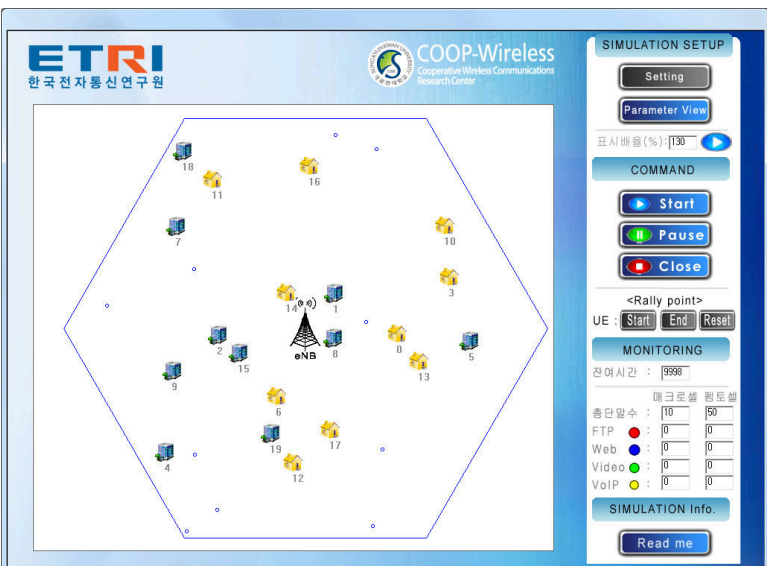 ETRI
한국전자통신연구원
COOP-Wireless
Cooperative Wireless Communications
Research Center
18
11
16
7
10
3
14
1
eNB
2
15
8
0
13
5
9
6
19
17
4
12
SIMULATION SETUP
Setting
Parameter View
표시배율(%): 130
COMMAND
Start
Pause
Close
<Rally point>
UE : Start End Reset
MONITORING
잔여시간 : 9998
매크로셀 펨토셀
총단말수 : 10 50
FTP : 0 0
Web : 0 0
Video : 0 0
VoIP : 0 0
SIMULATION Info.
Read me